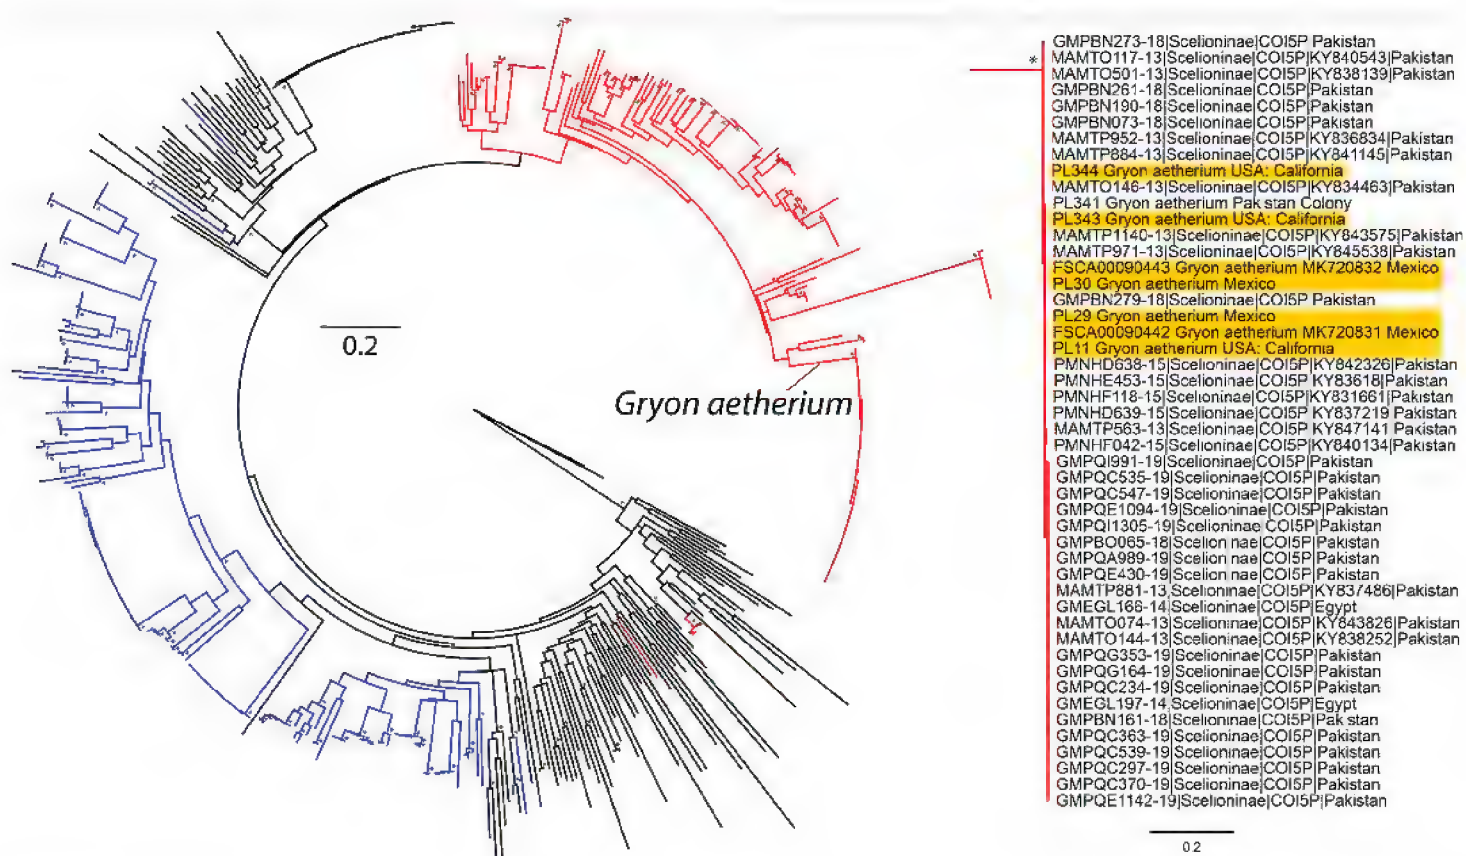 0.2
Gryon aetherium
*
GMPBN273-18|Scelioninae|COI5P|Pakistan
MAMTO117-13|Scelioninae|COI5P|KY840543|Pakistan
MAMTO501-13|Scelioninae|COI5P|KY838139|Pakistan
GMPBN261-18|Scelioninae|COI5P|Pakistan
GMPBN190-18|Scelioninae|COI5P|Pakistan
GMPBN073-18|Scelioninae|COI5P|Pakistan
MAMTP952-13|Scelioninae|COI5P|KY836834|Pakistan
MAMTP884-13|Scelioninae|COI5P|KY841145|Pakistan
PL344 Gryon aetherium USA: California
MAMTO146-13|Scelioninae|COI5P|KY834463|Pakistan
PL341 Gryon aetherium Pakistan Colony
PL343 Gryon aetherium USA: California
MAMTP1140-13|Scelioninae|COI5P|KY843575|Pakistan
MAMTP971-13|Scelioninae|COI5P|KY845538|Pakistan
FSCA00090443 Gryon aetherium MK720832 Mexico
PL30 Gryon aetherium Mexico
GMPBN279-18|Scelioninae|COI5P|Pakistan
PL29 Gryon aetherium Mexico
FSCA00090442 Gryon aetherium MK720831 Mexico
PL11 Gryon aetherium USA: California
PMNHD638-15|Scelioninae|COI5P|KY842326|Pakistan
PMNHE453-15|Scelioninae|COI5P|KY83618|Pakistan
PMNHF118-15|Scelioninae|COI5P|KY831661|Pakistan
PMNHD639-15|Scelioninae|COI5P|KY837219|Pakistan
MAMTP563-13|Scelioninae|COI5P|KY847141|Pakistan
PMNHF042-15|Scelioninae|COI5P|KY840134|Pakistan
GMPQI991-19|Scelioninae|COI5P|Pakistan
GMPQC535-19|Scelioninae|COI5P|Pakistan
GMPQC547-19|Scelioninae|COI5P|Pakistan
GMPQE1094-19|Scelioninae|COI5P|Pakistan
GMPQI1305-19|Scelioninae|COI5P|Pakistan
GMPBO065-18|Scelioninae|COI5P|Pakistan
GMPQA989-19|Scelioninae|COI5P|Pakistan
GMPQE430-19|Scelioninae|COI5P|Pakistan
MAMTP881-13|Scelioninae|COI5P|KY837486|Pakistan
GMEGL166-14|Scelioninae|COI5P|Egypt
MAMTO074-13|Scelioninae|COI5P|KY843826|Pakistan
MAMTO144-13|Scelioninae|COI5P|KY838252|Pakistan
GMPQG353-19|Scelioninae|COI5P|Pakistan
GMPQG164-19|Scelioninae|COI5P|Pakistan
GMPQC234-19|Scelioninae|COI5P|Pakistan
GMEGL197-14|Scelioninae|COI5P|Egypt
GMPBN161-18|Scelioninae|COI5P|Pakistan
GMPQC363-19|Scelioninae|COI5P|Pakistan
GMPQC539-19|Scelioninae|COI5P|Pakistan
GMPQC297-19|Scelioninae|COI5P|Pakistan
GMPQC370-19|Scelioninae|COI5P|Pakistan
GMPQE1142-19|Scelioninae|COI5P|Pakistan
0.2